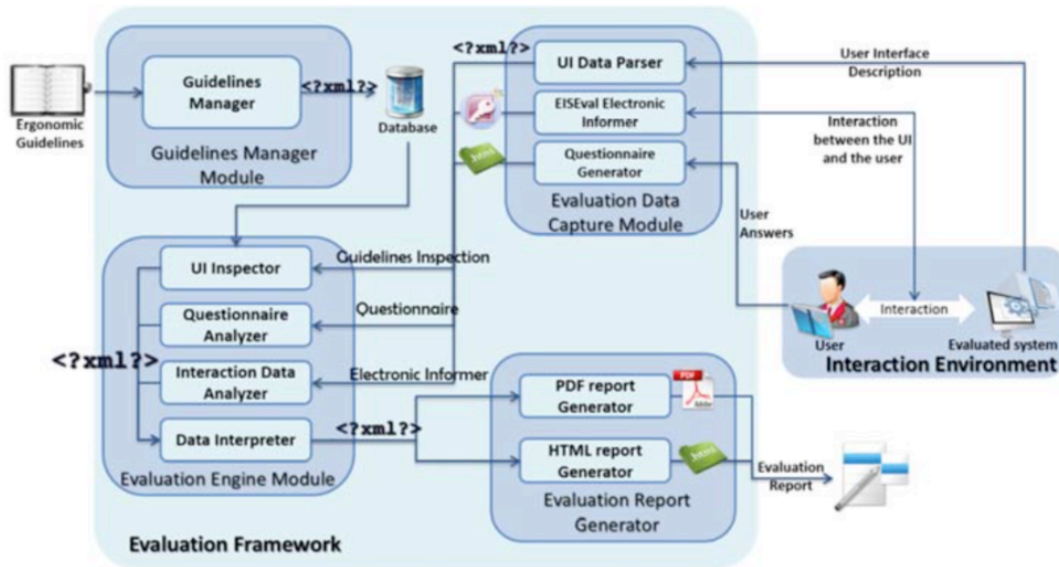 Ergonomic
Guidelines
Guidelines
Manager
<?xml?>
Database
Guidelines Manager
Module
<?xml?>
UI Data Parser
EISEval Electronic
Informer
Questionnaire
Generator
Evaluation Data
Capture Module
User Interface
Description
Interaction
between the UI
and the user
User
Answers
User
Interaction
Evaluated system
Interaction Environment
UI Inspector
Questionnaire
Analyzer
Interaction Data
Analyzer
Data Interpreter
Evaluation Engine Module
<?xml?>
Guidelines Inspection
Questionnaire
Electronic Informer
<?xml?>
PDF report
Generator
PDF
Adobe
HTML report
Generator
Evaluation Report
Generator
Evaluation
Report
Evaluation Framework